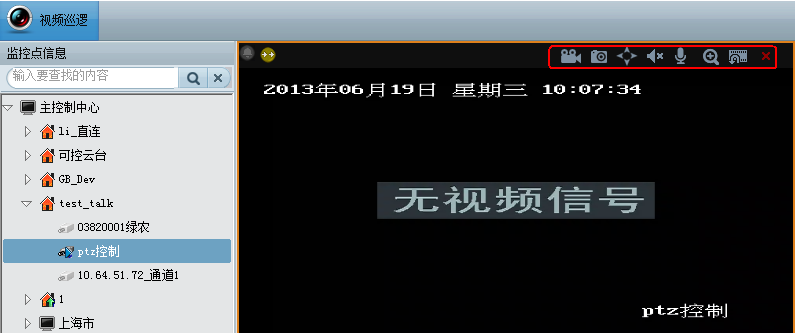 视频巡逻
监控点信息
输入要查找的内容
主控制中心
li_直连
可控云台
GB_Dev
test_talk
03820001绿农
ptz控制
10.64.51.72_通道1
1
上海市
2013年06月19日 星期三 10:07:34
无视频信号
ptz控制